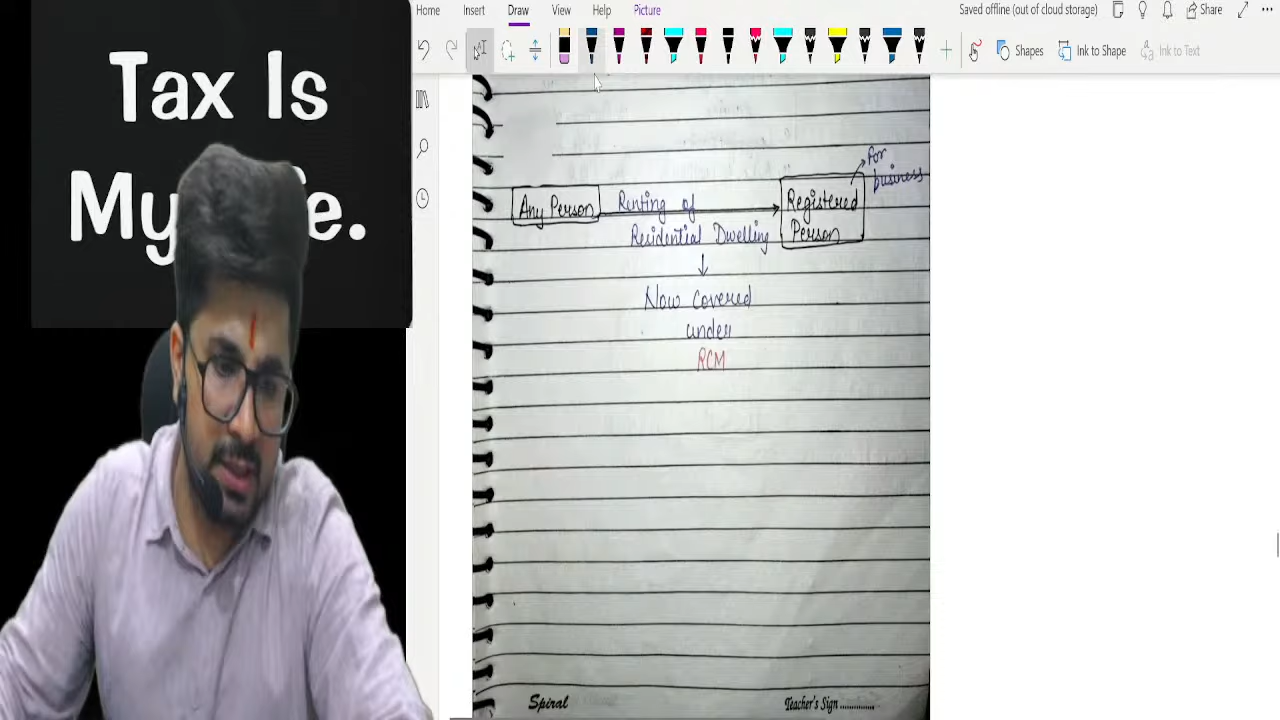 Tax Is
My fe.
Home Insert Draw View Help Picture
Saved offline (out of cloud storage)
Share
Shapes
Ink to Shape
Ink to Text
for
business
Any Person
Renting of
Residential Dwelling
Registered
Person
Now covered
under
RCM
Spiral
Teacher's Sign ..............